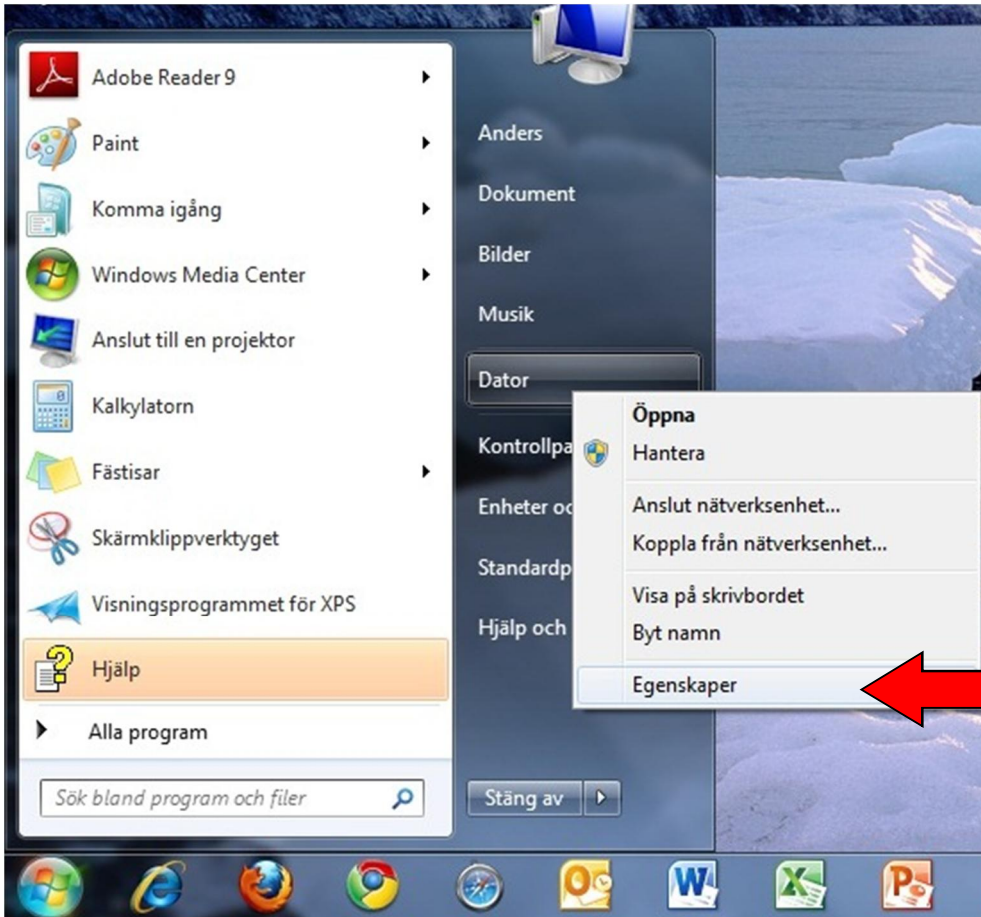 Adobe Reader 9
Paint
Komma igång
Windows Media Center
Anslut till en projektor
Kalkylatorn
Fästisar
Skärmklippverktyget
Visningsprogrammet för XPS
Hjälp
Alla program
Sök bland program och filer
Anders
Dokument
Bilder
Musik
Dator
Kontrollpa
Enheter oc
Standardp
Hjälp och
Stäng av
Öppna
Hantera
Anslut nätverksenhet...
Koppla från nätverksenhet...
Visa på skrivbordet
Byt namn
Egenskaper